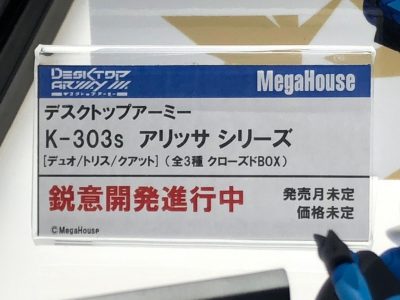 DESKTOP ARMY
デスクトップアーミー
MegaHouse
デスクトップアーミー
K-303s アリッサ シリーズ
[デュオ/トリス/クアット] (全3種 クローズドBOX)
鋭意開発進行中
発売月未定
価格未定
©MegaHouse